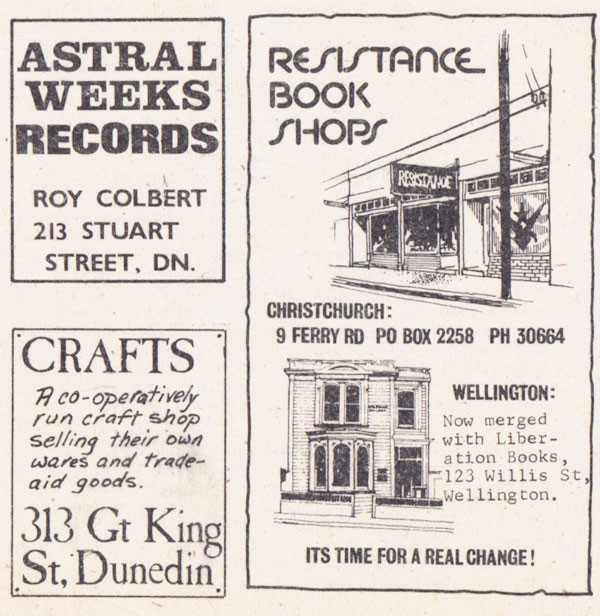 ASTRAL
WEEKS
RECORDS
ROY COLBERT
213 STUART
STREET, DN.
CRAFTS
A co-operatively
run craft shop
selling their own
wares and trade-
aid goods.
313 Gt King
St, Dunedin
RESISTANCE
BOOK
SHOPS
RESISTANCE
CHRISTCHURCH:
9 FERRY RD PO BOX 2258 PH 30664
WELLINGTON:
Now merged
with Liber-
ation Books,
123 Willis St,
Wellington.
ITS TIME FOR A REAL CHANGE!